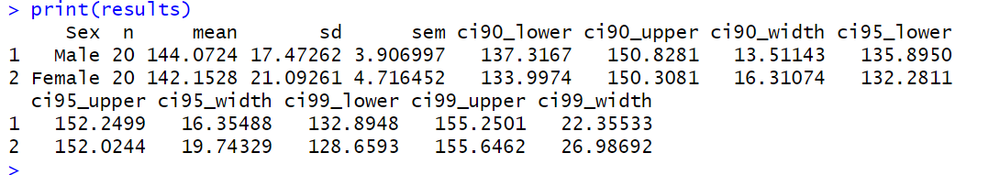 > print(results)
     Sex  n     mean       sd      sem ci90_lower ci90_upper ci90_width ci95_lower
1   Male 20 144.0724 17.47262 3.906997   137.3167   150.8281   13.51143   135.8950
2 Female 20 142.1528 21.09261 4.716452   133.9974   150.3081   16.31074   132.2811
  ci95_upper ci95_width ci99_lower ci99_upper ci99_width
1   152.2499   16.35488   132.8948   155.2501   22.35533
2   152.0244   19.74329   128.6593   155.6462   26.98692
>